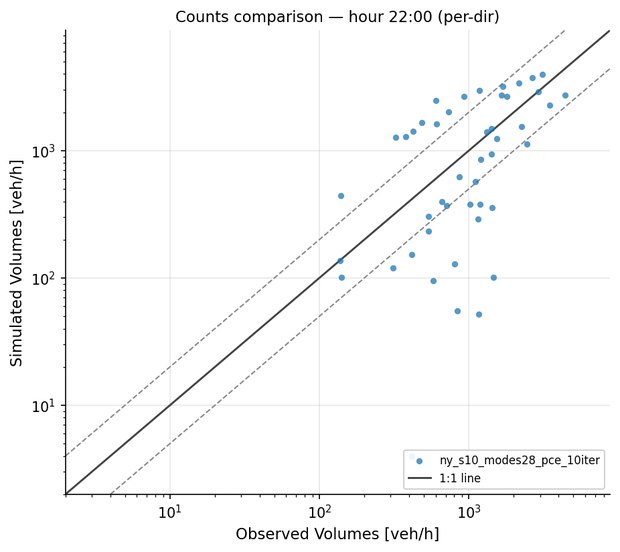 Counts comparison — hour 22:00 (per-dir)
Simulated Volumes [veh/h]
10³
10²
10¹
ny_s10_modes28_pce_10iter
1:1 line
10¹
10²
10³
Observed Volumes [veh/h]